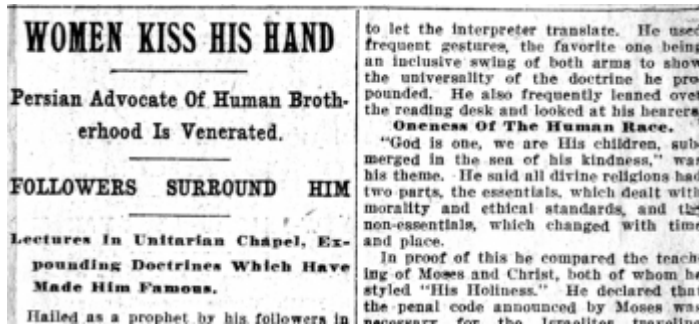 WOMEN KISS HIS HAND
Persian Advocate Of Human Broth-
erhood Is Venerated.
FOLLOWERS SURROUND HIM
Lectures In Unitarian Chapel, Ex-
pounding Doctrines Which Have
Made Him Famous.
Hailed as a prophet by his followers in
to let the interpreter translate. He used
frequent gestures, the favorite one being
an inclusive swing of both arms to show
the universality of the doctrine he pro
pounded. He also frequently leaned over
the reading desk and looked at his hearers
Oneness Of The Human Race.
"God is one, we are His children, sub
merged in the sea of his kindness," was
his theme. He said all divine religions had
two parts, the essentials, which dealt with
morality and ethical standards, and the
non-essentials, which changed with time
and place.
In proof of this he compared the teach
ing of Moses and Christ, both of whom he
styled "His Holiness." He declared that
the penal code announced by Moses was
necessary for the Israelites